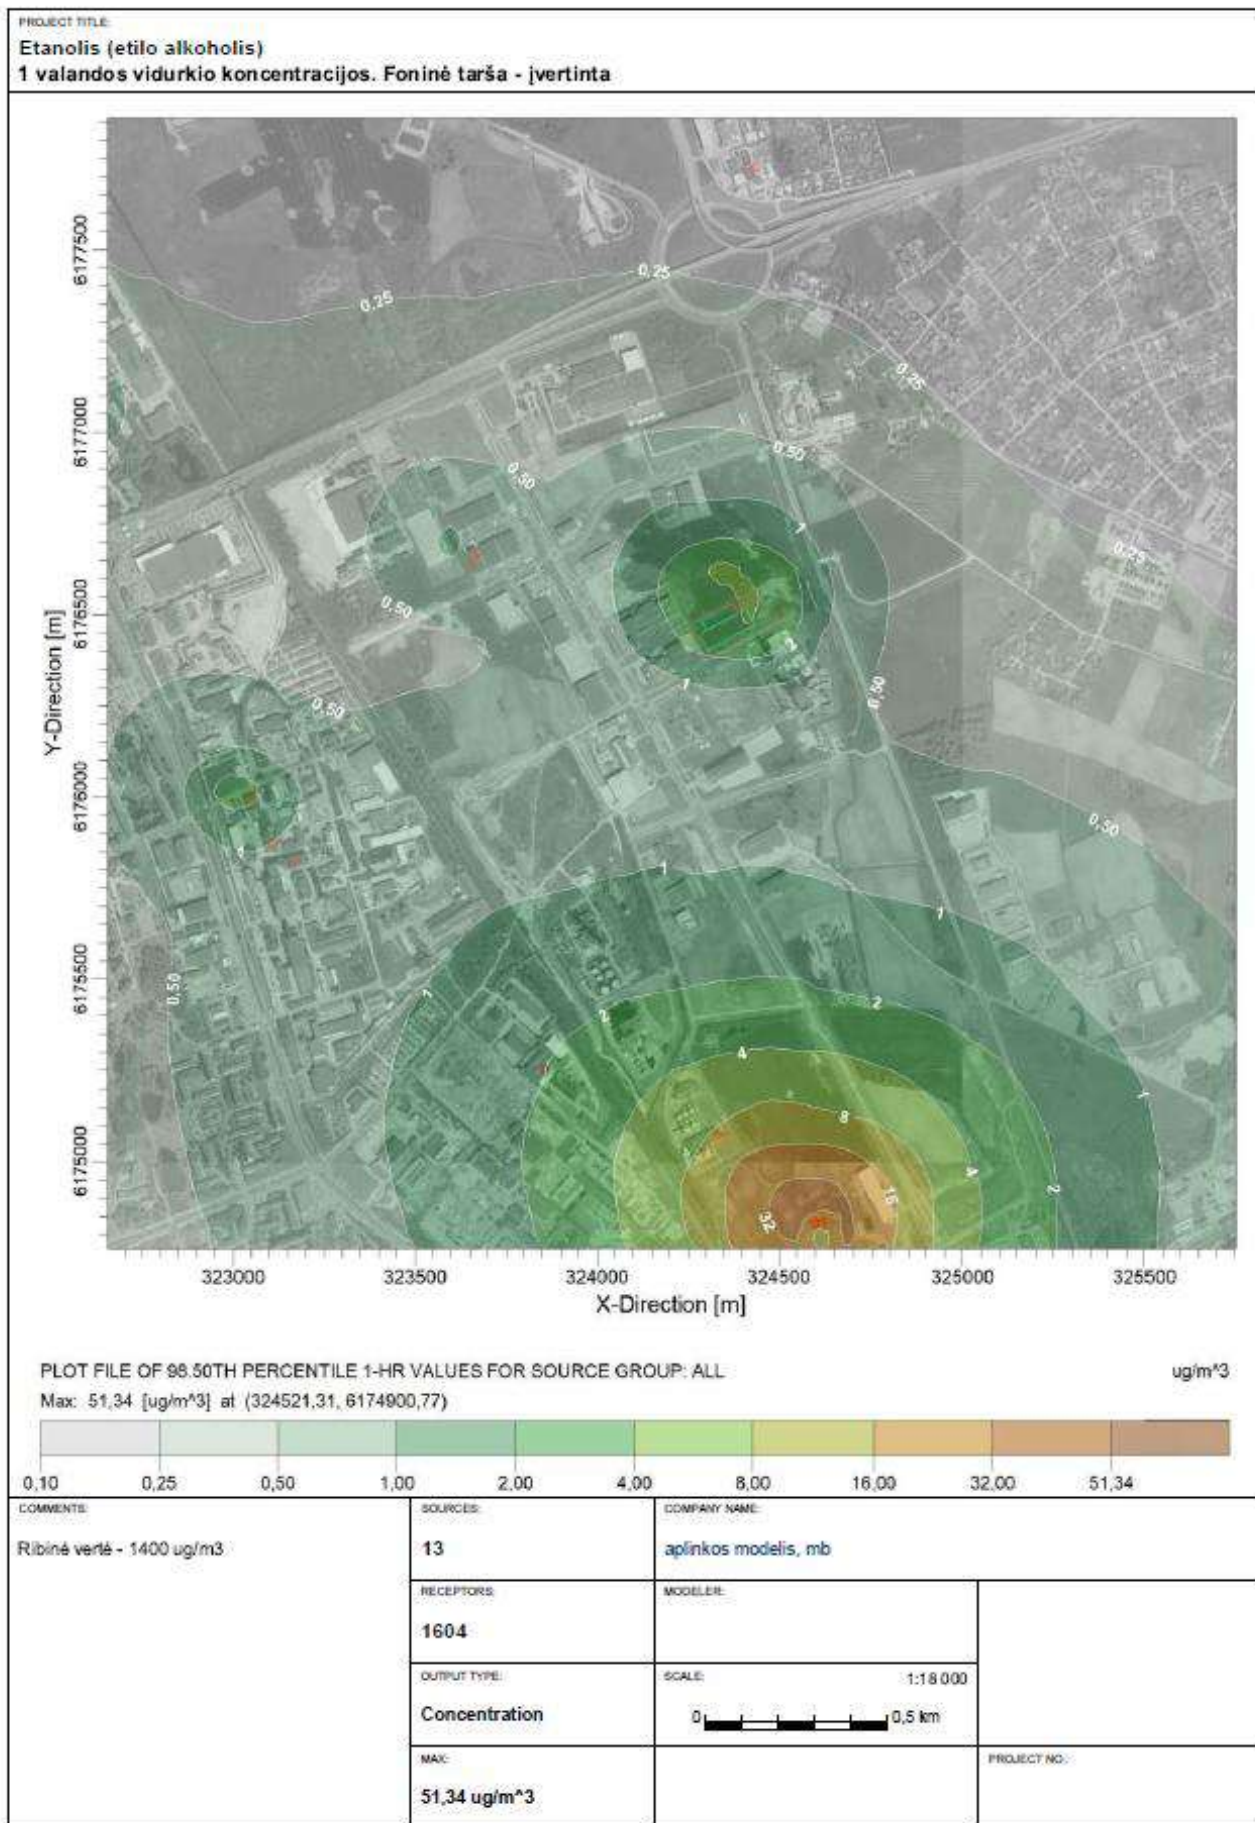 PROJECT TITLE:
Etanolis (etilo alkoholis)
1 valandos vidurkio koncentracijos. Foninė tarša - įvertinta
6177500
6177000
6176500
6176000
6175500
6175000
Y-Direction [m]
0,25
0,25
0,25
0,25
0,50
0,50
0,50
0,50
0,50
0,50
0,50
1
1
1
1
1
1
2
2
2
2
4
4
4
8
16
32
323000 323500 324000 324500 325000 325500
X-Direction [m]
PLOT FILE OF 98.50TH PERCENTILE 1-HR VALUES FOR SOURCE GROUP: ALL ug/m^3
Max: 51,34 [ug/m^3] at (324521,31, 6174900,77)
0,10 0,25 0,50 1,00 2,00 4,00 8,00 16,00 32,00 51,34
COMMENTS:
Ribinė vertė - 1400 ug/m3
SOURCES:
13
COMPANY NAME:
aplinkos modelis, mb
RECEPTORS:
1604
MODELER:
OUTPUT TYPE:
Concentration
SCALE: 1:18 000
0 0,5 km
MAX:
51,34 ug/m^3
PROJECT NO.: